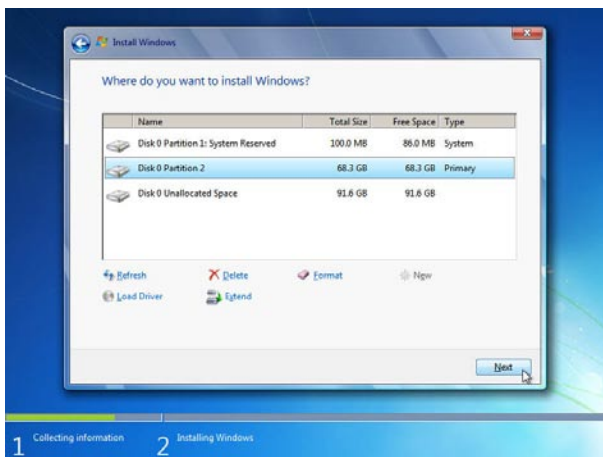 Install Windows
Where do you want to install Windows?
Name Total Size Free Space Type
Disk 0 Partition 1: System Reserved 100.0 MB 86.0 MB System
Disk 0 Partition 2 68.3 GB 68.3 GB Primary
Disk 0 Unallocated Space 91.6 GB 91.6 GB
Refresh Delete Format New
Load Driver Extend
Next
1 Collecting information 2 Installing Windows